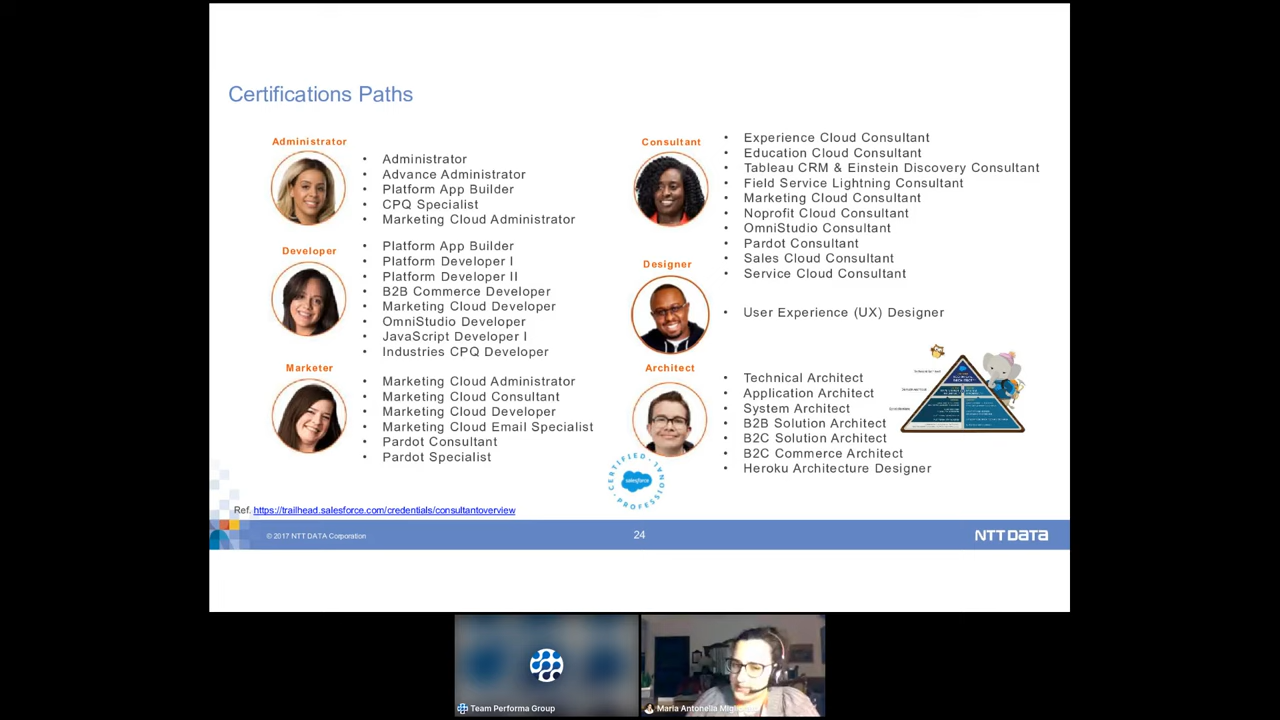 Certifications Paths
Administrator
Administrator
Advance Administrator
Platform App Builder
CPQ Specialist
Marketing Cloud Administrator
Developer
Platform App Builder
Platform Developer I
Platform Developer II
B2B Commerce Developer
Marketing Cloud Developer
OmniStudio Developer
JavaScript Developer I
Industries CPQ Developer
Marketer
Marketing Cloud Administrator
Marketing Cloud Consultant
Marketing Cloud Developer
Marketing Cloud Email Specialist
Pardot Consultant
Pardot Specialist
Consultant
Experience Cloud Consultant
Education Cloud Consultant
Tableau CRM & Einstein Discovery Consultant
Field Service Lightning Consultant
Marketing Cloud Consultant
Noprofit Cloud Consultant
OmniStudio Consultant
Pardot Consultant
Sales Cloud Consultant
Service Cloud Consultant
Designer
User Experience (UX) Designer
Architect
Technical Architect
Application Architect
System Architect
B2B Solution Architect
B2C Solution Architect
B2C Commerce Architect
Heroku Architecture Designer
CERTIFIED
salesforce
PROFESSIONAL
Ref. https://trailhead.salesforce.com/credentials/consultantoverview
© 2017 NTT DATA Corporation
24
NTT DATA
Team Performa Group
Maria Antonella